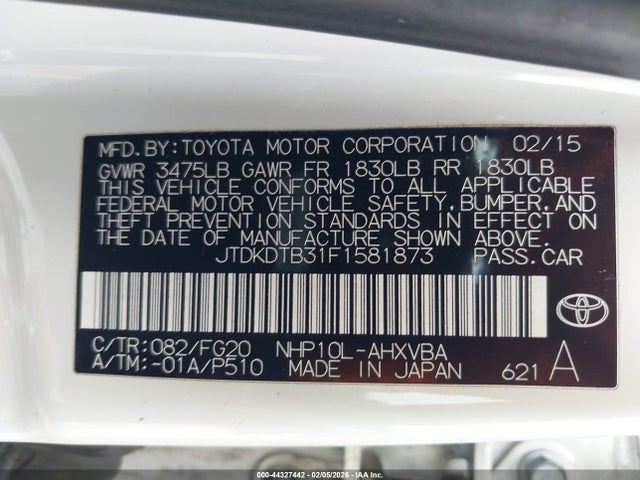 MFD.BY:TOYOTA MOTOR CORPORATION 02/15
GVWR 3475LB GAWR FR 1830LB RR 1830LB
THIS VEHICLE CONFORMS TO ALL APPLICABLE
FEDERAL MOTOR VEHICLE SAFETY,BUMPER,AND
THEFT PREVENTION STANDARDS IN EFFECT ON
THE DATE OF MANUFACTURE SHOWN ABOVE.
JTDKDTB31F1581873 PASS.CAR
C/TR:082/FG20 NHP10L-AHXVBA
A/TM:-01A/P510 MADE IN JAPAN 621 A
000-44327442 - 02/05/2026 - IAA Inc.